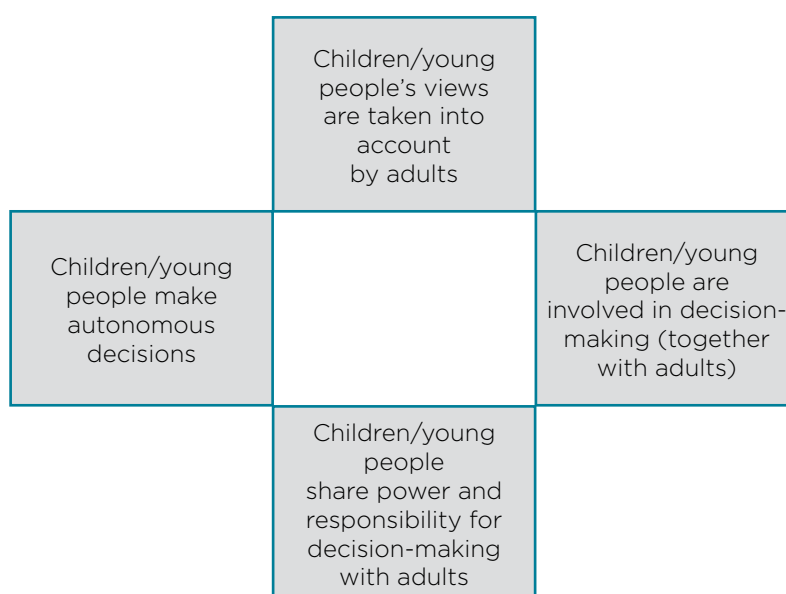 Children/young
people's views
are taken into
account
by adults
Children/young
people make
autonomous
decisions
Children/young
people are
involved in decision-
making (together
with adults)
Children/young
people
share power and
responsibility for
decision-making
with adults